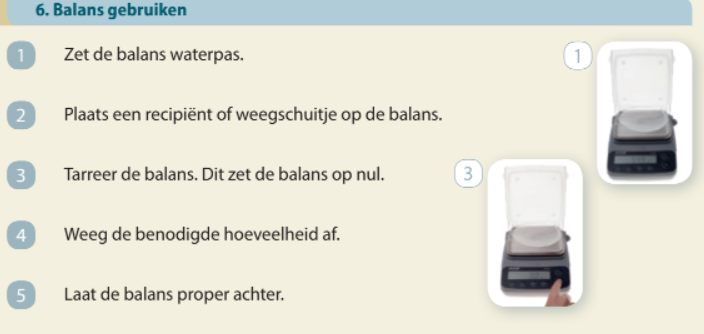 6. Balans gebruiken
1 Zet de balans waterpas.
1
2 Plaats een recipiënt of weegschuitje op de balans.
3 Tarreer de balans. Dit zet de balans op nul.
3
4 Weeg de benodigde hoeveelheid af.
5 Laat de balans proper achter.